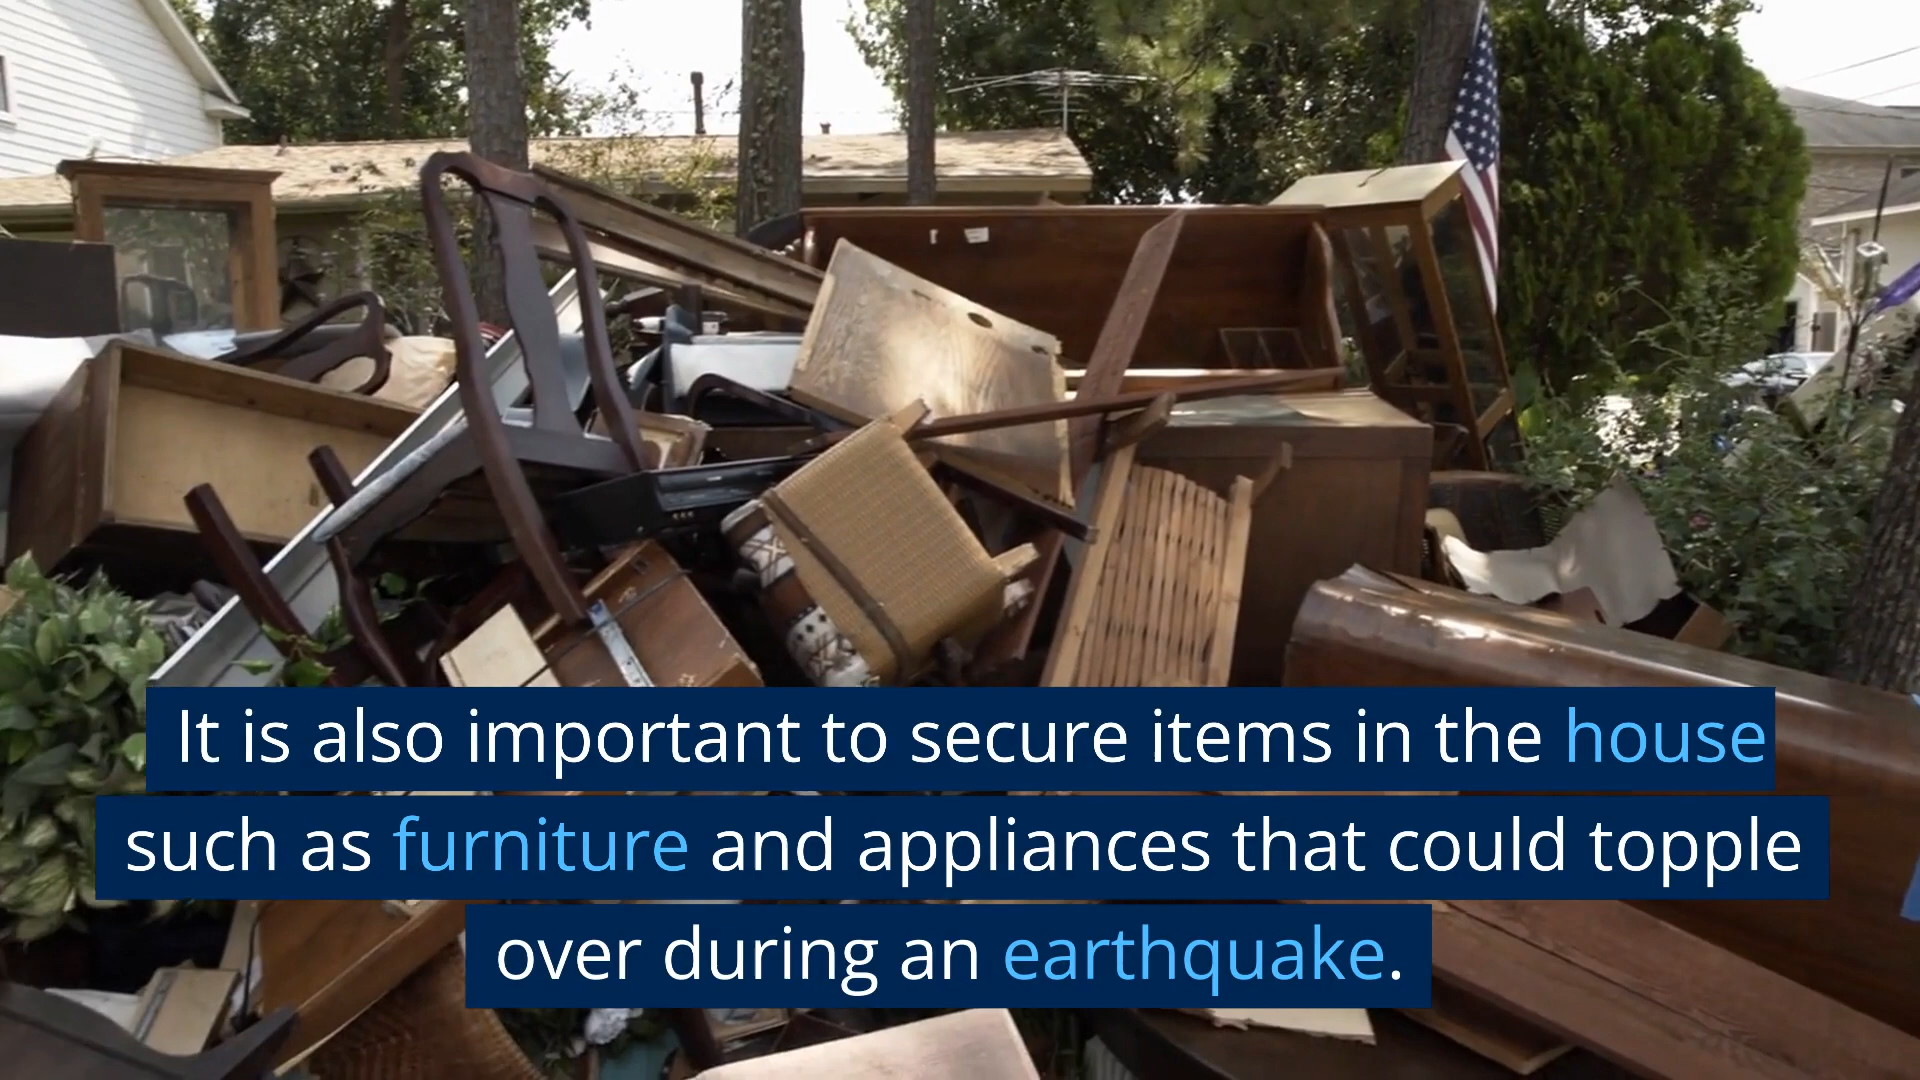 It is also important to secure items in the house
such as furniture and appliances that could topple
over during an earthquake.